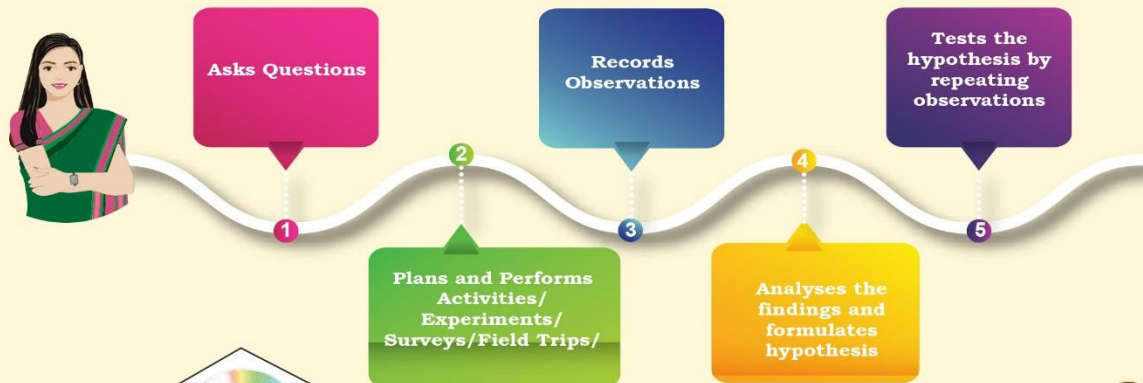 Asks Questions
1
2
Plans and Performs
Activities/
Experiments/
Surveys/Field Trips/
Records
Observations
3
4
Analyses the
findings and
formulates
hypothesis
Tests the
hypothesis by
repeating
observations
5